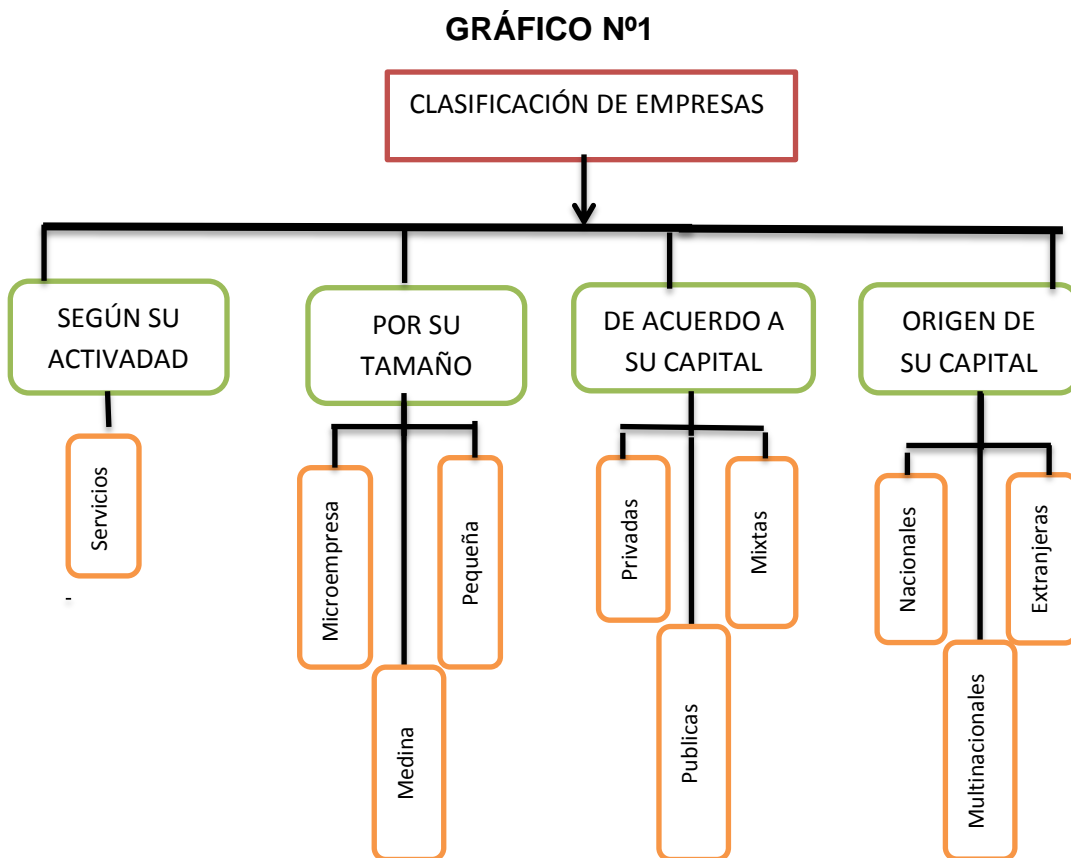 GRÁFICO Nº1
CLASIFICACIÓN DE EMPRESAS
SEGÚN SU
ACTIVADAD
POR SU
TAMAÑO
DE ACUERDO A
SU CAPITAL
ORIGEN DE
SU CAPITAL
Servicios
-
Microempresa
Medina
Pequeña
Privadas
Publicas
Mixtas
Nacionales
Multinacionales
Extranjeras